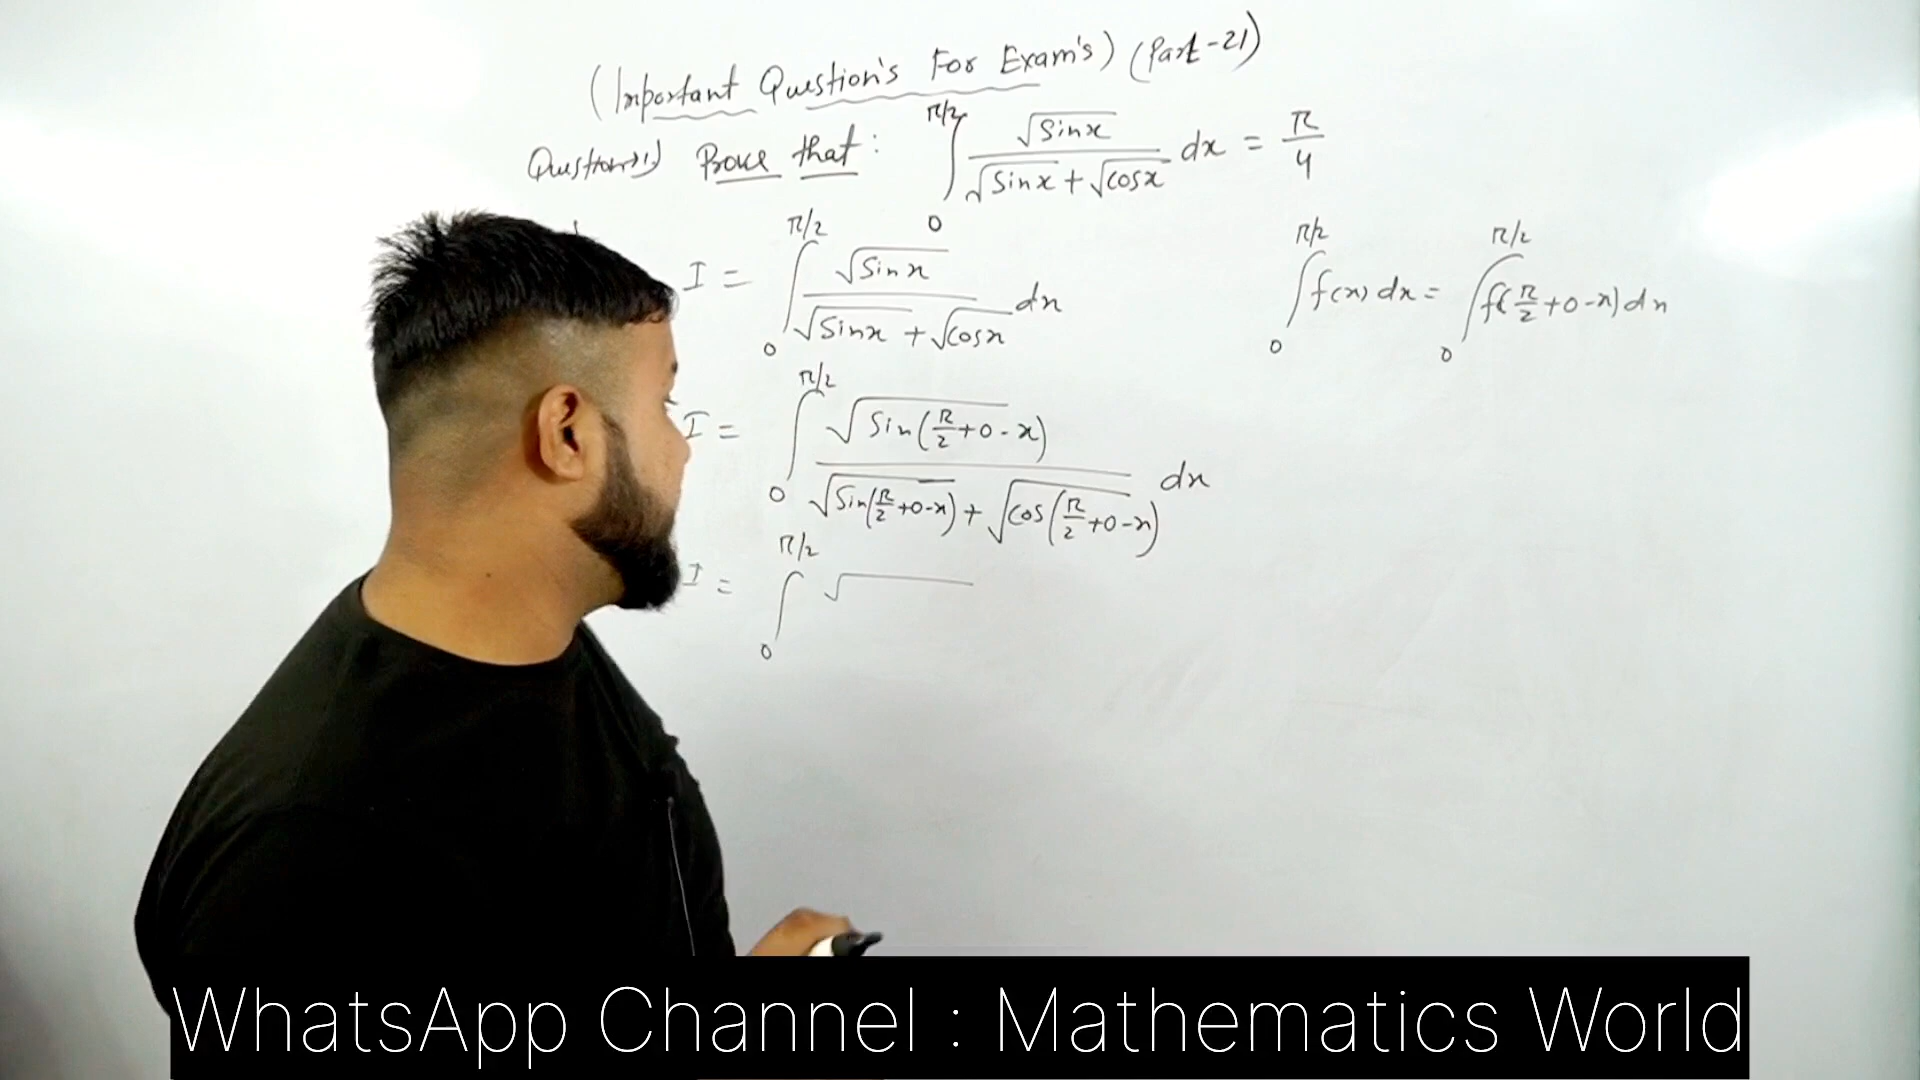 (Important Question's For Exam's) (Part-21)
Question→1) Prove that : ∫₀^π/2 √Sinx / (√Sinx + √Cosx) dx = π/4
I = ∫₀^π/2 √Sinx / (√Sinx + √Cosx) dx
∫₀^π/2 f(x) dx = ∫₀^π/2 f(π/2+0-x) dx
I = ∫₀^π/2 √Sin(π/2+0-x) / (√Sin(π/2+0-x) + √Cos(π/2+0-x)) dx
I = ∫₀^π/2 √
WhatsApp Channel : Mathematics World